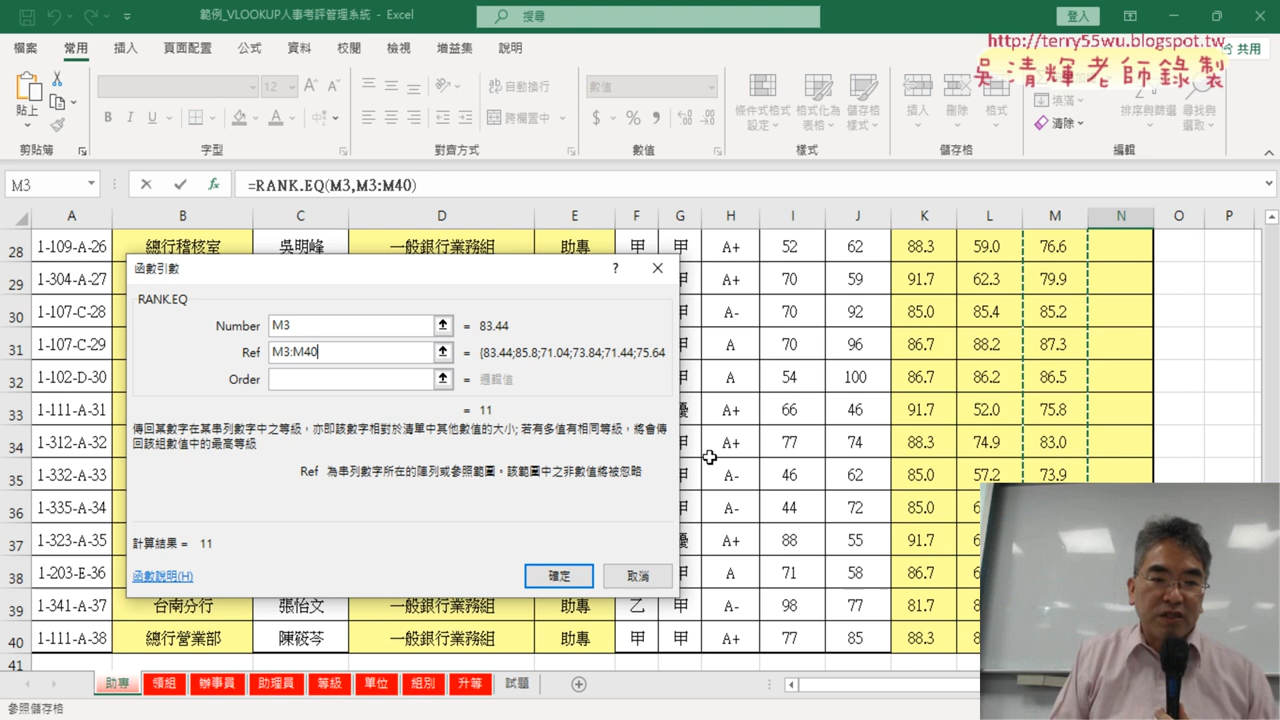 範例_VLOOKUP人事考評管理系統 - Excel
搜尋
登入
http://terry55wu.blogspot.tw
吳清輝老師錄製
檔案 常用 插入 頁面配置 公式 資料 校閱 檢視 增益集 說明
共用
貼上
12
自動換行
跨欄置中
數值
條件式格式設定
格式化為表格
儲存格樣式
插入 刪除 格式
填滿
清除
排序與篩選
尋找與選取
剪貼簿 字型 對齊方式 數值 樣式 儲存格 編輯
M3
=RANK.EQ(M3,M3:M40)
A B C D E F G H I J K L M N O P
28 1-109-A-26 總行稽核室 吳明峰 一般銀行業務組 助專 甲 甲 A+ 52 62 88.3 59.0 76.6
29 1-304-A-27 A+ 70 59 91.7 62.3 79.9
30 1-107-C-28 A- 70 92 85.0 85.4 85.2
31 1-107-C-29 A 70 96 86.7 88.2 87.3
32 1-102-D-30 A 54 100 86.7 86.2 86.5
33 1-111-A-31 A+ 66 46 91.7 52.0 75.8
34 1-312-A-32 A+ 77 74 88.3 74.9 83.0
35 1-332-A-33 A- 46 62 85.0 57.2 73.9
36 1-335-A-34 A- 44 72 85.0
37 1-323-A-35 A+ 88 55 91.7
38 1-203-E-36 A 71 58 86.7
39 1-341-A-37 台南分行 張怡文 一般銀行業務組 助專 乙 甲 A- 98 77 81.7
40 1-111-A-38 總行營業部 陳筱芩 一般銀行業務組 助專 甲 甲 A+ 77 85 88.3
41
函數引數
?
RANK.EQ
Number M3 = 83.44
Ref M3:M40 = {83.44;85.8;71.04;73.84;71.44;75.64
Order = 邏輯值
= 11
傳回某數字在某串列數字中之等級，亦即該數字相對於清單中其他數值的大小; 若有多值有相同等級，將會傳
回該組數值中的最高等級
Ref 為串列數字所在的陣列或參照範圍。該範圍中之非數值將被忽略
計算結果 = 11
函數說明(H)
確定
取消
助專 領組 辦事員 助理員 等級 單位 組別 升等 試題
參照儲存格